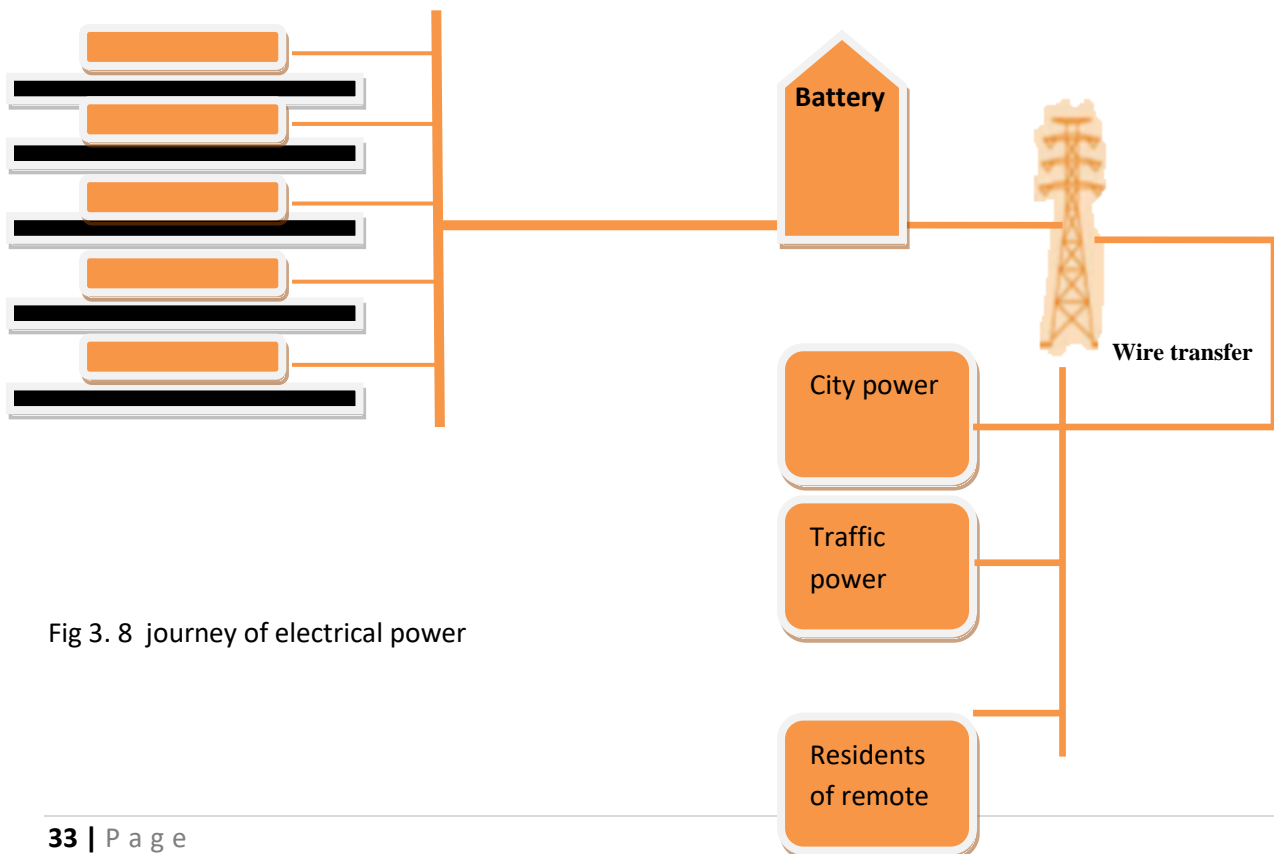 Battery
Wire transfer
City power
Traffic
power
Fig 3. 8  journey of electrical power
Residents
of remote
33 | P a g e